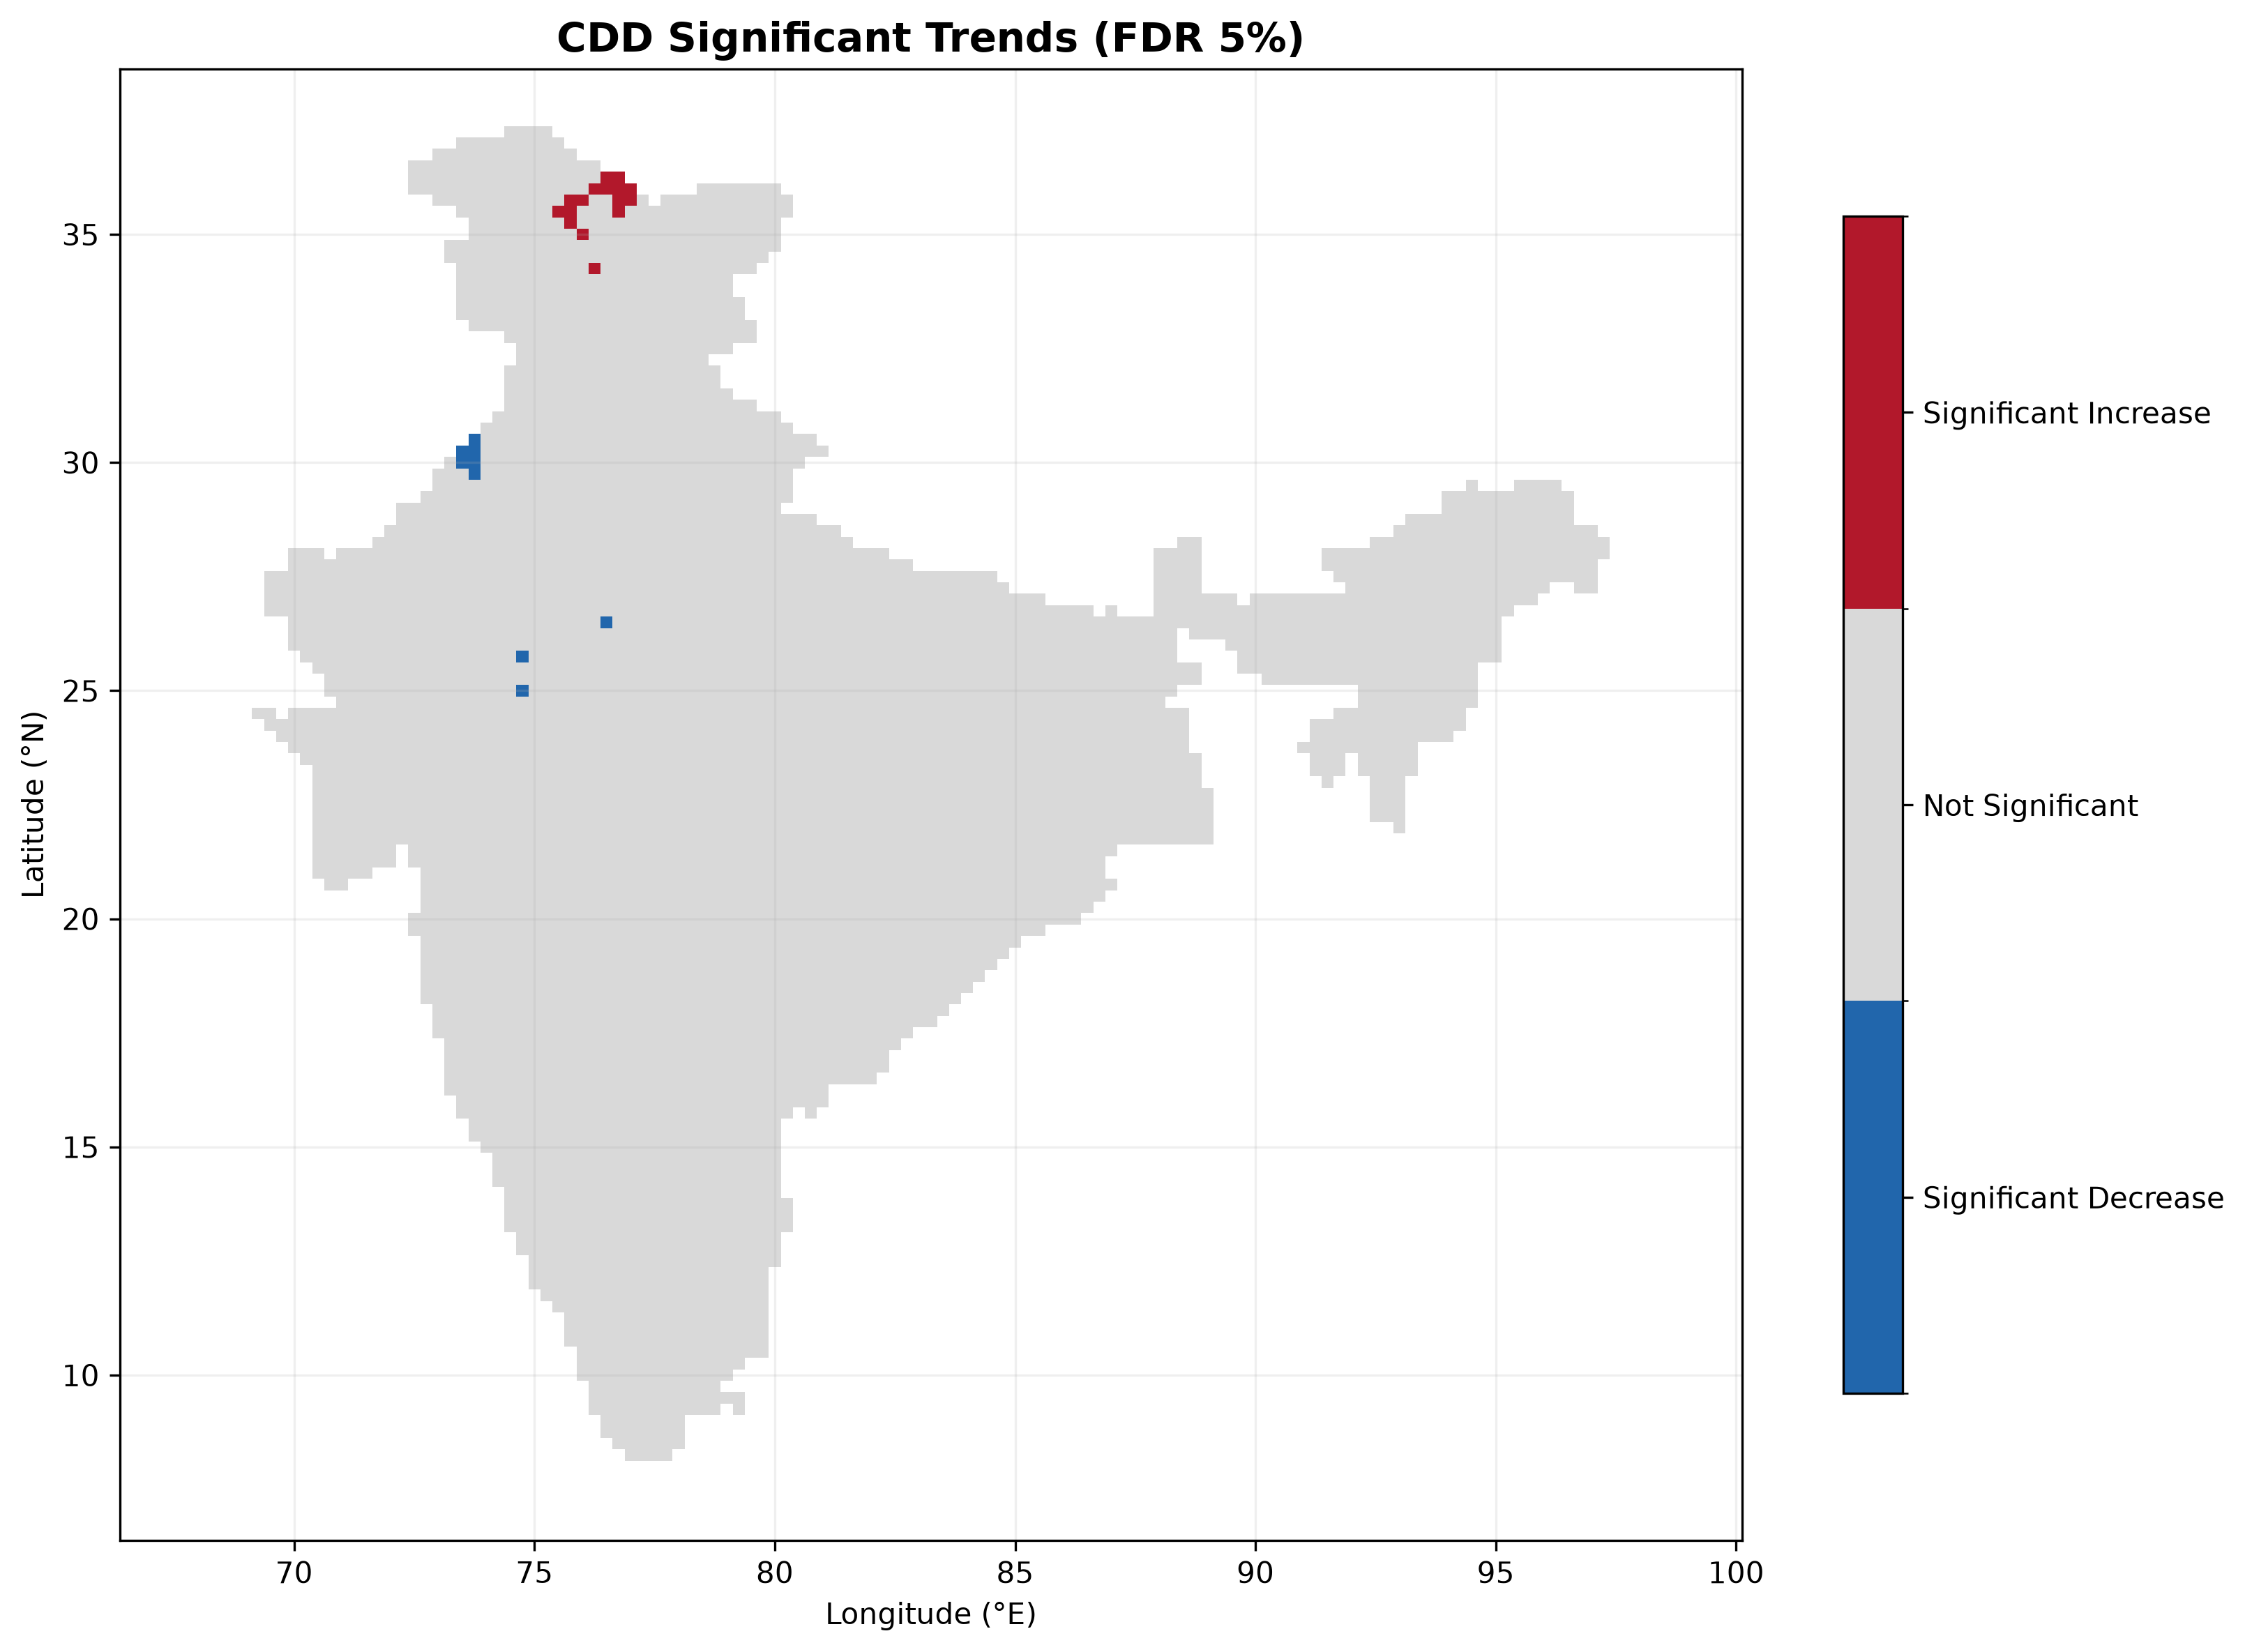 CDD Significant Trends (FDR 5%)
35
30
25
20
15
10
Latitude (°N)
70
75
80
85
90
95
100
Longitude (°E)
Significant Increase
Not Significant
Significant Decrease